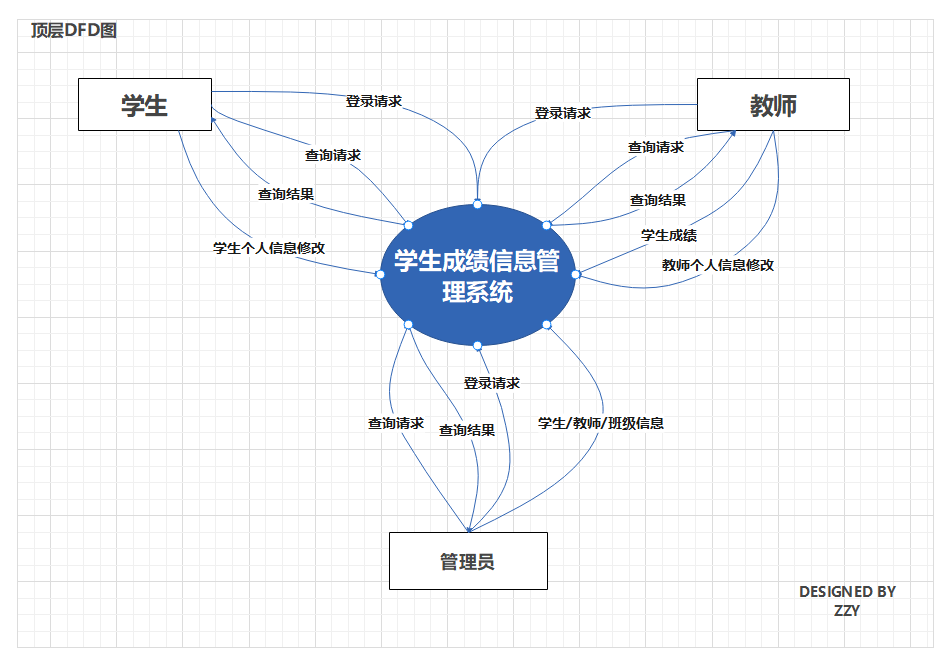 顶层DFD图
学生
教师
登录请求
登录请求
查询请求
查询请求
查询结果
查询结果
学生成绩
学生个人信息修改
教师个人信息修改
学生成绩信息管
理系统
登录请求
查询请求
查询结果
学生/教师/班级信息
管理员
DESIGNED BY
ZZY